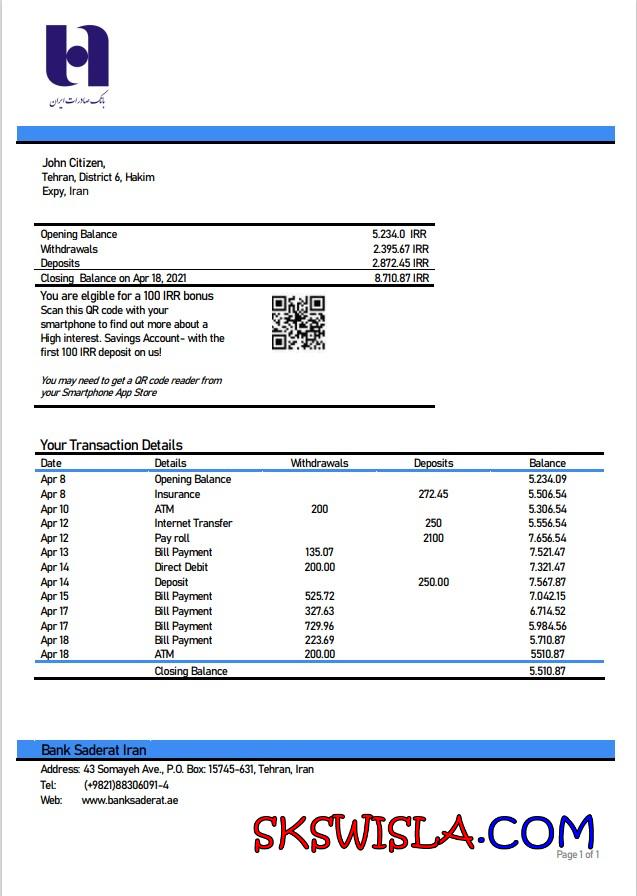 بانک صادرات ایران
John Citizen,
Tehran, District 6, Hakim
Expy, Iran
Opening Balance 5.234.0 IRR
Withdrawals 2.395.67 IRR
Deposits 2.872.45 IRR
Closing Balance on Apr 18, 2021 8.710.87 IRR
You are elgible for a 100 IRR bonus
Scan this QR code with your
smartphone to find out more about a
High interest. Savings Account- with the
first 100 IRR deposit on us!
You may need to get a QR code reader from
your Smartphone App Store
Your Transaction Details
Date Details Withdrawals Deposits Balance
Apr 8 Opening Balance 5.234.09
Apr 8 Insurance 272.45 5.506.54
Apr 10 ATM 200 5.306.54
Apr 12 Internet Transfer 250 5.556.54
Apr 12 Pay roll 2100 7.656.54
Apr 13 Bill Payment 135.07 7.521.47
Apr 14 Direct Debit 200.00 7.321.47
Apr 14 Deposit 250.00 7.567.87
Apr 15 Bill Payment 525.72 7.042.15
Apr 17 Bill Payment 327.63 6.714.52
Apr 17 Bill Payment 729.96 5.984.56
Apr 18 Bill Payment 223.69 5.710.87
Apr 18 ATM 200.00 5510.87
Closing Balance 5.510.87
Bank Saderat Iran
Address: 43 Somayeh Ave., P.O. Box: 15745-631, Tehran, Iran
Tel: (+9821)88306091-4
Web: www.banksaderat.ae
SKSWISLA.COM
Page 1 of 1